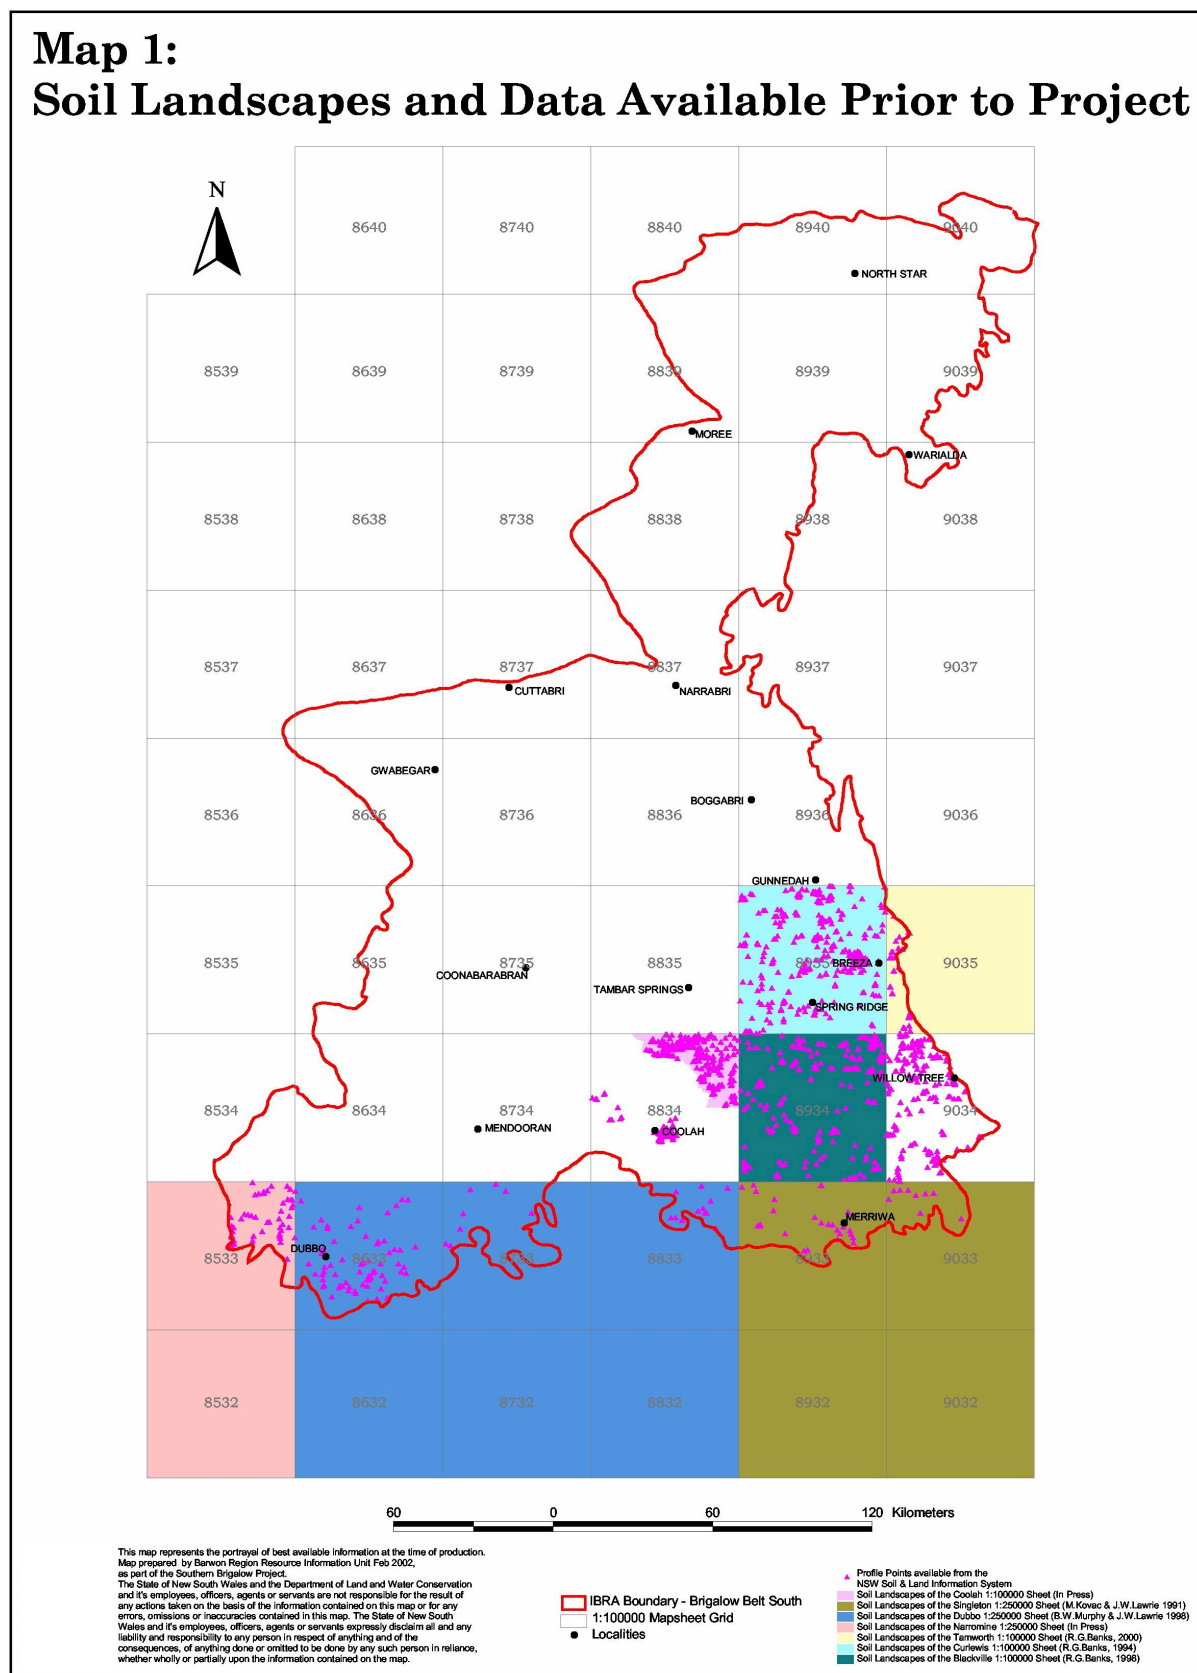 Map 1:
Soil Landscapes and Data Available Prior to Project
N
8640 8740 8840 8940 9040
NORTH STAR
8539 8639 8739 8839 8939 9039
MOREE
WARIALDA
8538 8638 8738 8838 8938 9038
8537 8637 8737 8837 8937 9037
CUTTABRI
NARRABRI
GWABEGAR
BOGGABRI
8536 8636 8736 8836 8936 9036
GUNNEDAH
8535 8635 8735 8835 8935 BREEZA 9035
COONABARABRAN
TAMBAR SPRINGS
SPRING RIDGE
WILLOW TREE
8534 8634 8734 8834 8934 9034
MENDOORAN
COOLAH
MERRIWA
DUBBO
8533 8633 8733 8833 8933 9033
8532 8632 8732 8832 8932 9032
60 0 60 120 Kilometers
This map represents the portrayal of best available information at the time of production.
Map prepared by Barwon Region Resource Information Unit Feb 2002,
as part of the Southern Brigalow Project.
The State of New South Wales and the Department of Land and Water Conservation
and it's employees, officers, agents or servants are not responsible for the result of
any actions taken on the basis of the information contained on this map or for any
errors, omissions or inaccuracies contained in this map. The State of New South
Wales and it's employees, officers, agents or servants expressly disclaim all and any
liability and responsibility to any person in respect of anything and of the
consequences, of anything done or omitted to be done by any such person in reliance,
whether wholly or partially upon the information contained on the map.
IBRA Boundary - Brigalow Belt South
1:100000 Mapsheet Grid
Localities
Profile Points available from the
NSW Soil & Land Information System
Soil Landscapes of the Coolah 1:100000 Sheet (In Press)
Soil Landscapes of the Singleton 1:250000 Sheet (M.Kovac & J.W.Lawrie 1991)
Soil Landscapes of the Dubbo 1:250000 Sheet (B.W.Murphy & J.W.Lawrie 1998)
Soil Landscapes of the Narromine 1:250000 Sheet (In Press)
Soil Landscapes of the Tamworth 1:100000 Sheet (R.G.Banks, 2000)
Soil Landscapes of the Curlewis 1:100000 Sheet (R.G.Banks, 1994)
Soil Landscapes of the Blackville 1:100000 Sheet (R.G.Banks, 1998)